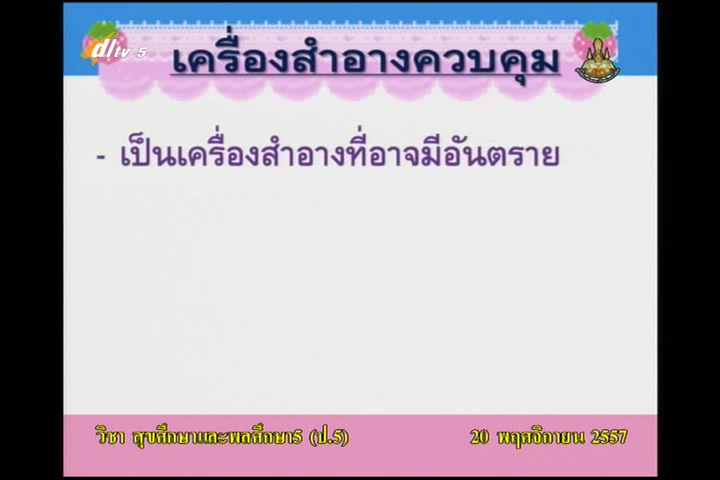 dltv 5
เครื่องสำอางควบคุม
- เป็นเครื่องสำอางที่อาจมีอันตราย
วิชา สุขศึกษาและพลศึกษา5 (ป.5) 20 พฤศจิกายน 2557